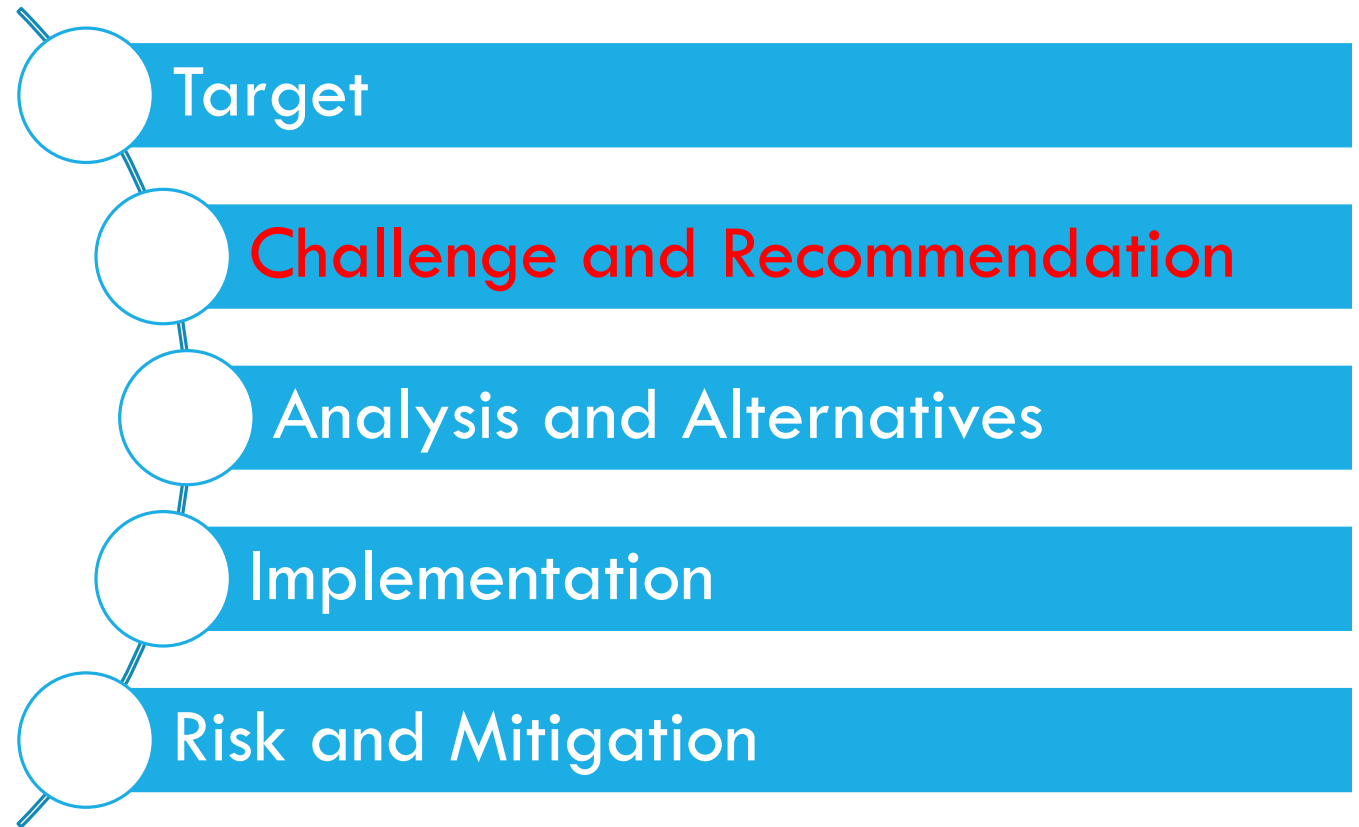 Target
Challenge and Recommendation
Analysis and Alternatives
Implementation
Risk and Mitigation